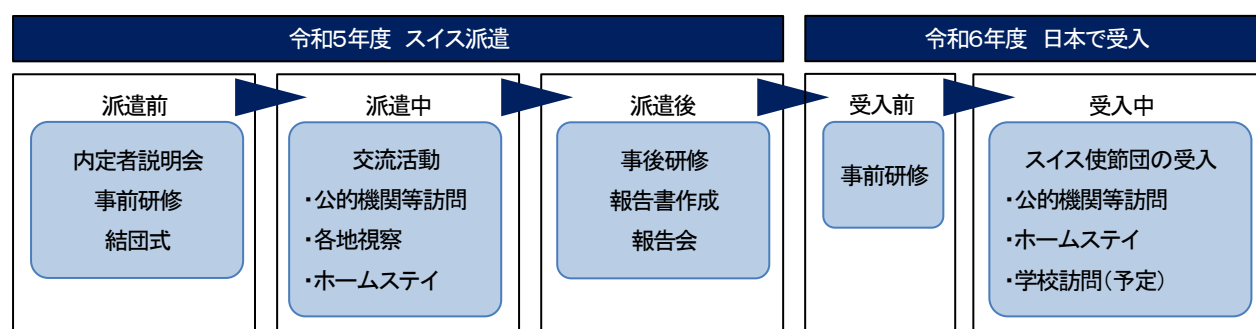 令和5年度 スイス派遣
令和6年度 日本で受入
派遣前
内定者説明会
事前研修
結団式
派遣中
交流活動
・公的機関等訪問
・各地視察
・ホームステイ
派遣後
事後研修
報告書作成
報告会
受入前
事前研修
受入中
スイス使節団の受入
・公的機関等訪問
・ホームステイ
・学校訪問(予定)